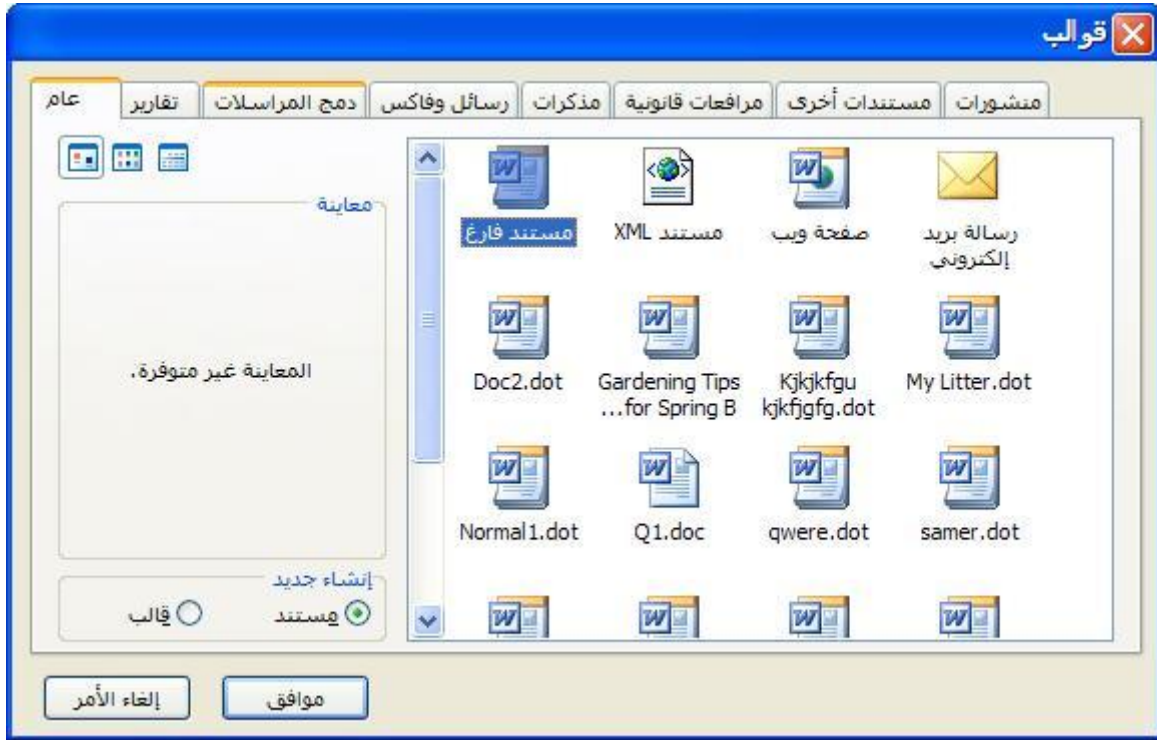 قوالب
عام
تقارير
دمج المراسلات
رسائل وفاكس
مذكرات
مرافعات قانونية
مستندات أخرى
منشورات
مستند فارغ
مستند XML
صفحة ويب
رسالة بريد
إلكتروني
Doc2.dot
Gardening Tips
...for Spring B
Kjkjkfgu
kjkfjgfg.dot
My Litter.dot
Normal1.dot
Q1.doc
qwere.dot
samer.dot
معاينة
المعاينة غير متوفرة.
إنشاء جديد
مستند
قالب
موافق
إلغاء الأمر